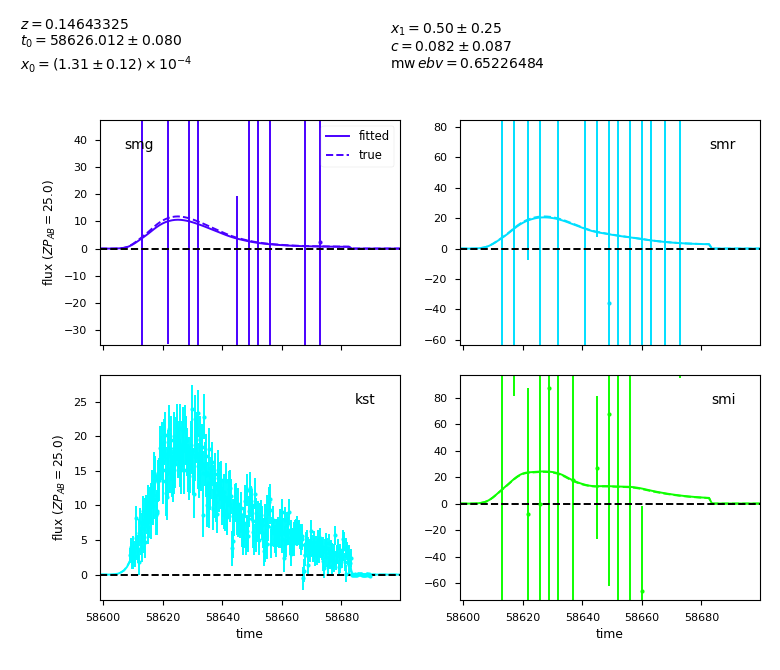 z = 0.14643325
t₀ = 58626.012 ± 0.080
x₀ = (1.31 ± 0.12) × 10⁻⁴
x₁ = 0.50 ± 0.25
c = 0.082 ± 0.087
mw ebv = 0.65226484
smg
fitted
true
40
30
20
10
0
−10
−20
−30
flux (ZP_AB = 25.0)
smr
80
60
40
20
0
−20
−40
−60
kst
25
20
15
10
5
0
flux (ZP_AB = 25.0)
58600 58620 58640 58660 58680
time
smi
80
60
40
20
0
−20
−40
−60
58600 58620 58640 58660 58680
time